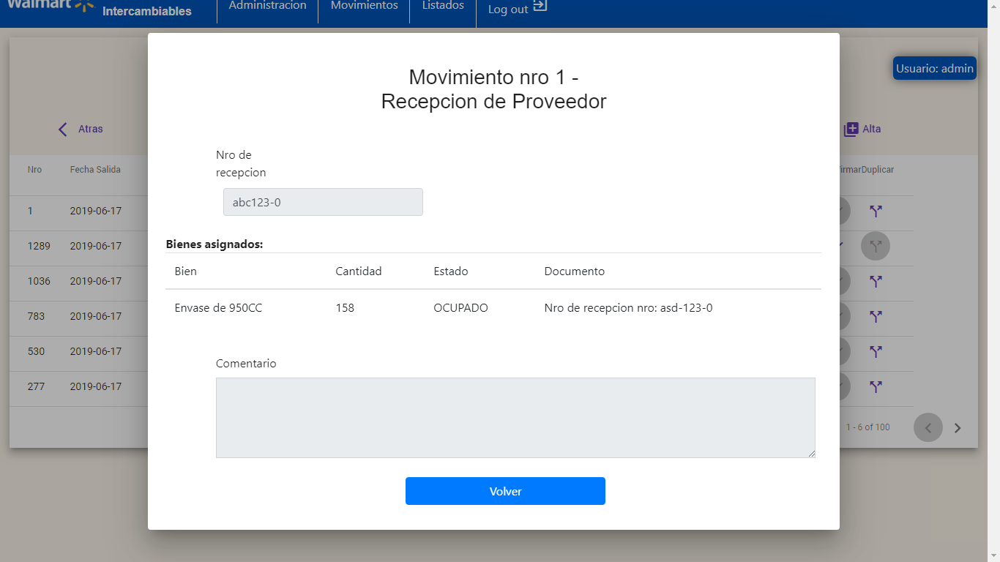 Walmart
Intercambiables
Administracion
Movimientos
Listados
Log out
Usuario: admin
Movimiento nro 1 -
Recepcion de Proveedor
Atras
Alta
Nro de
recepcion
abc123-0
Nro Fecha Salida
Duplicar
1 2019-06-17
1289 2019-06-17
1036 2019-06-17
783 2019-06-17
530 2019-06-17
277 2019-06-17
Bienes asignados:
Bien Cantidad Estado Documento
Envase de 950CC 158 OCUPADO Nro de recepcion nro: asd-123-0
Comentario
1 - 6 of 100
Volver